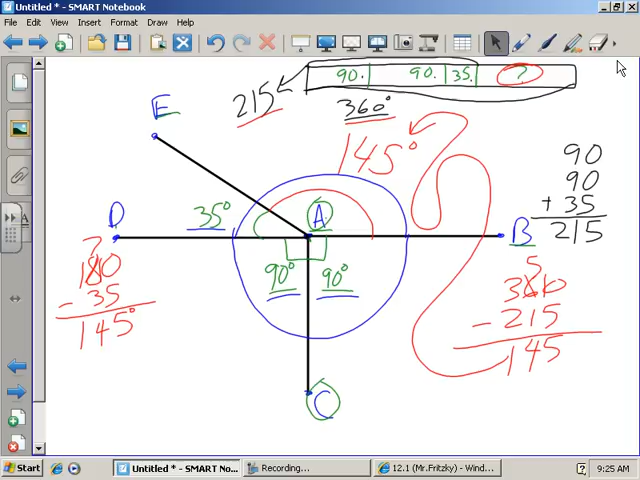 Untitled * - SMART Notebook
File Edit View Insert Format Draw Help
90. 90. 35. ?
215
360°
145°
E
90
90
+ 35
215
D
35°
A
B
90° 90°
7
180
- 35
145°
5
360
- 215
145
C
Start
Untitled * - SMART No...
Recording...
12.1 (Mr.Fritzky) - Wind...
9:25 AM